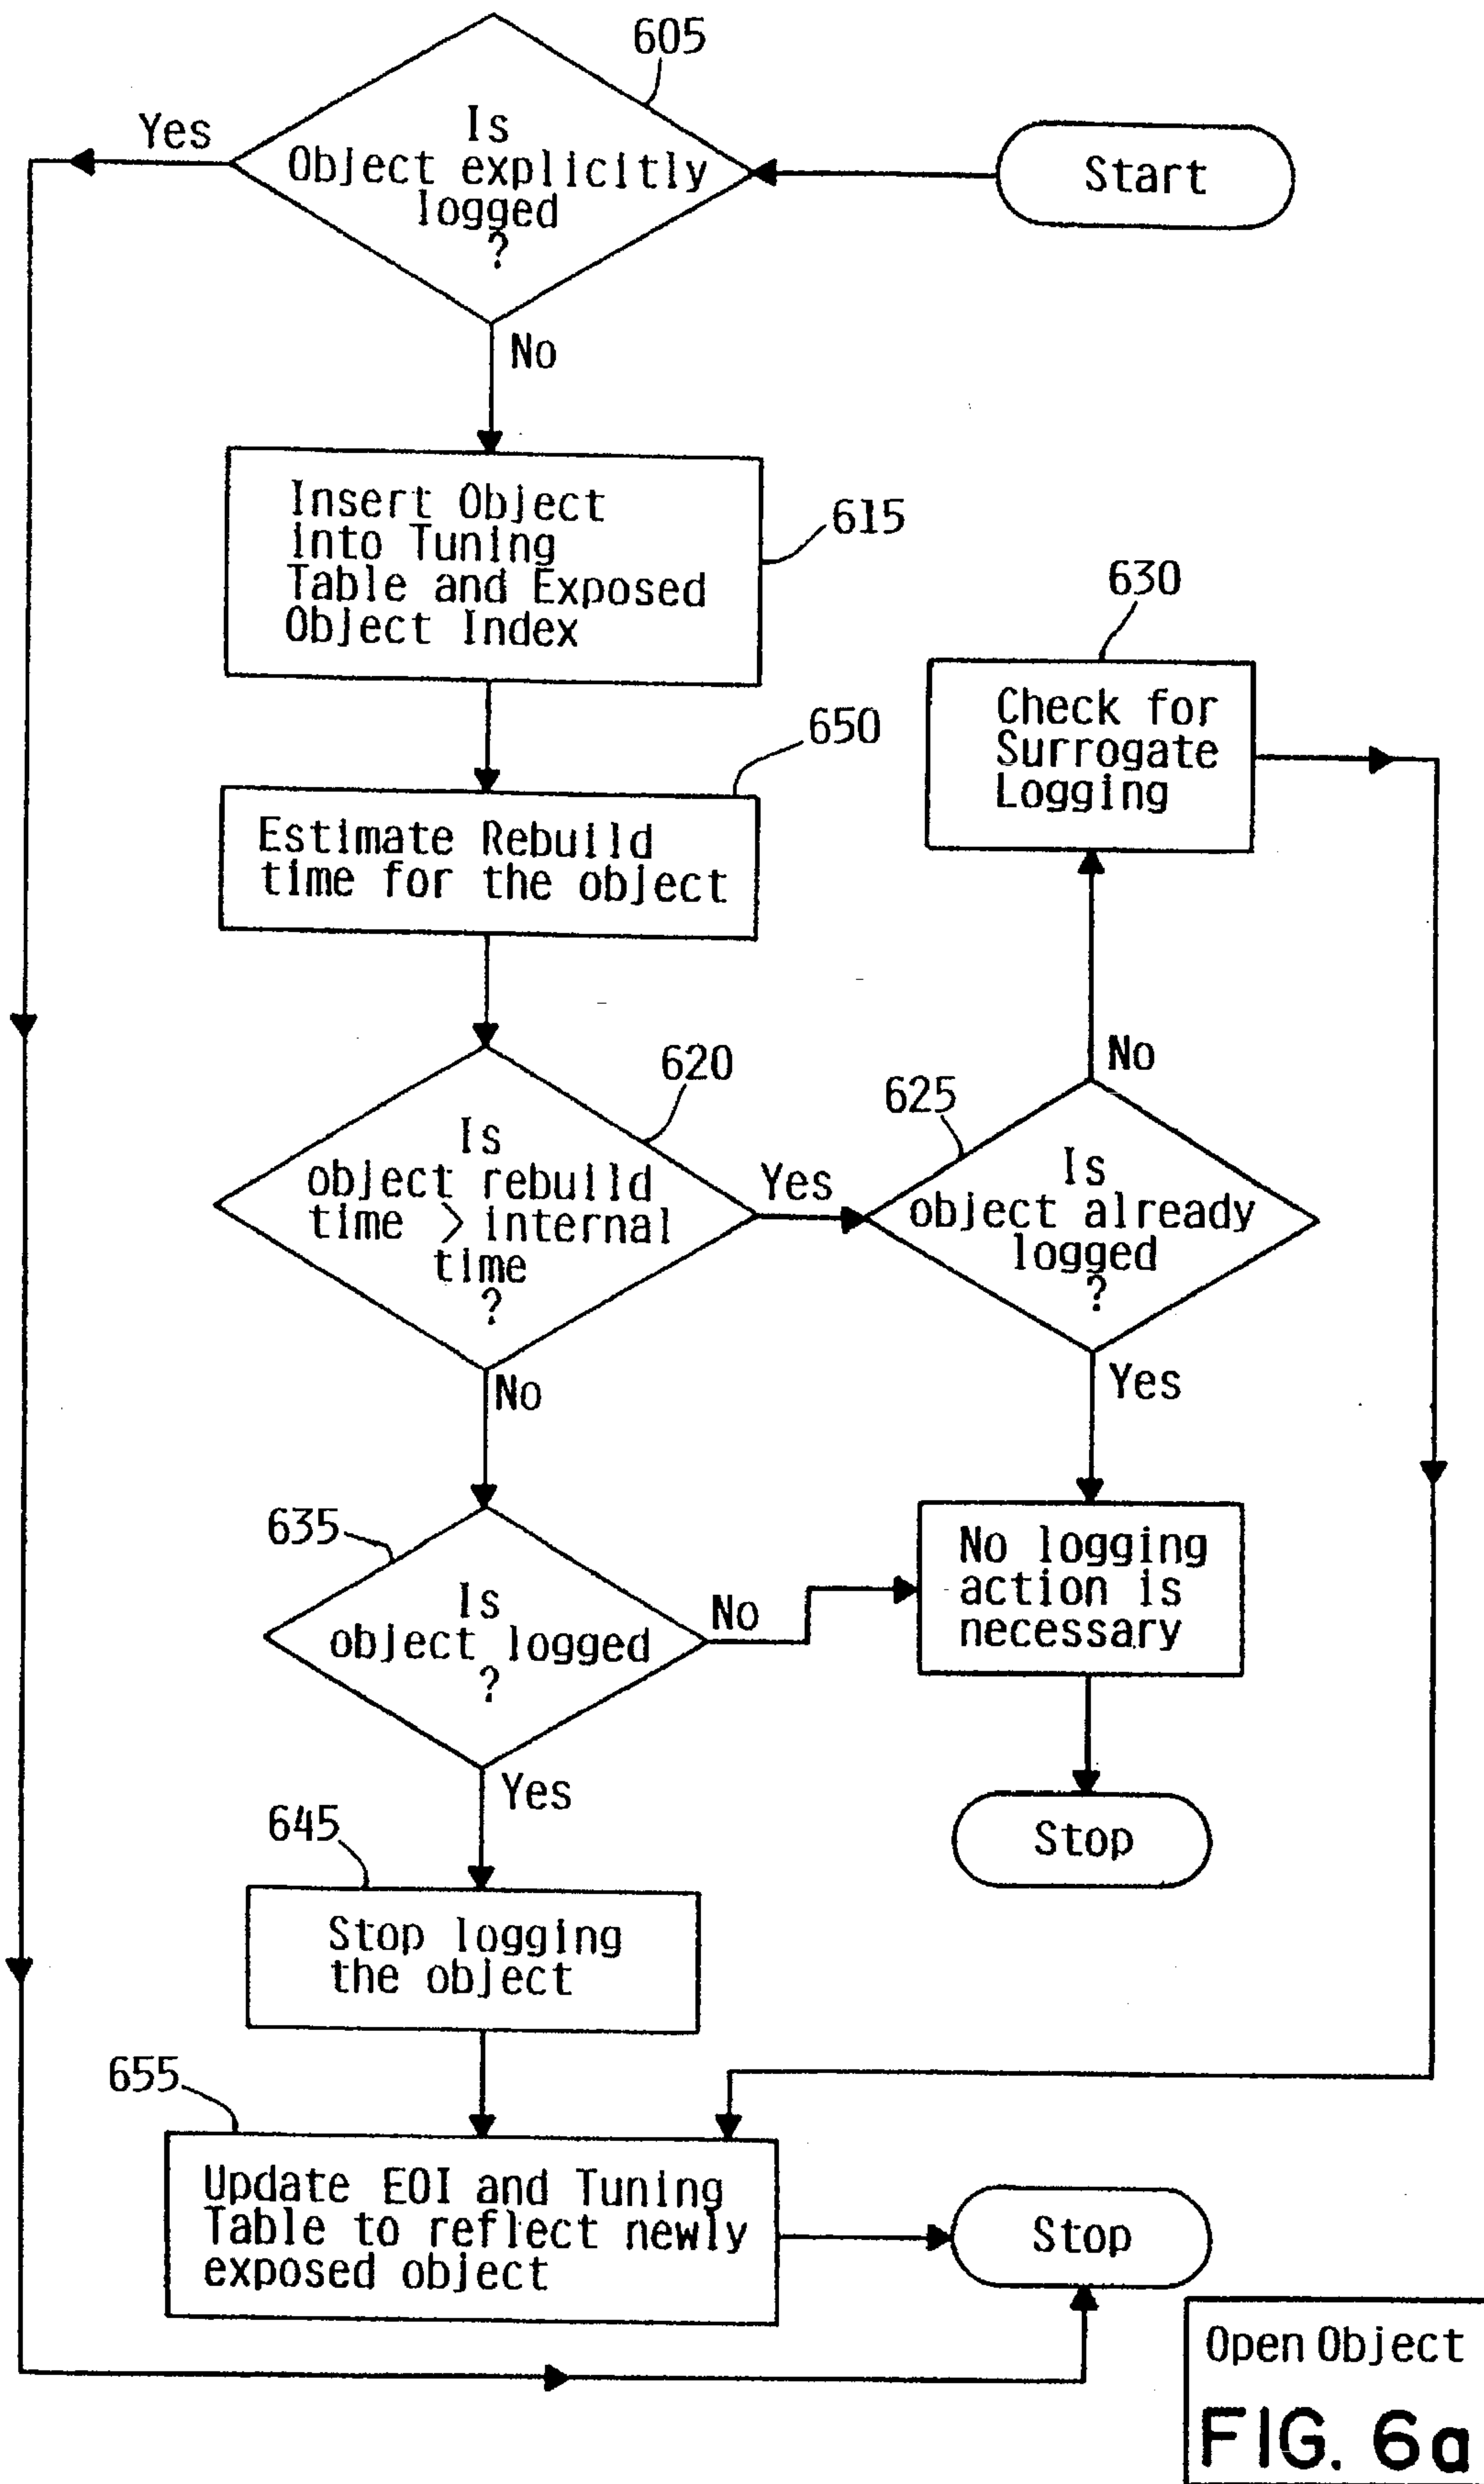 605
Yes
Is
Object explicitly
logged
?
Start
No
Insert Object
into Tuning
Table and Exposed
Object Index
615
630
Check for
Surrogate
Logging
650
Estimate Rebuild
time for the object
No
620
625
Is
object rebuild
time > internal
time
?
Yes
Is
object already
logged
?
No
Yes
635
Is
object logged
?
No
No logging
action is
necessary
Yes
Stop
645
Stop logging
the object
655
Update EOI and Tuning
Table to reflect newly
exposed object
Stop
Open Object
FIG. 6a